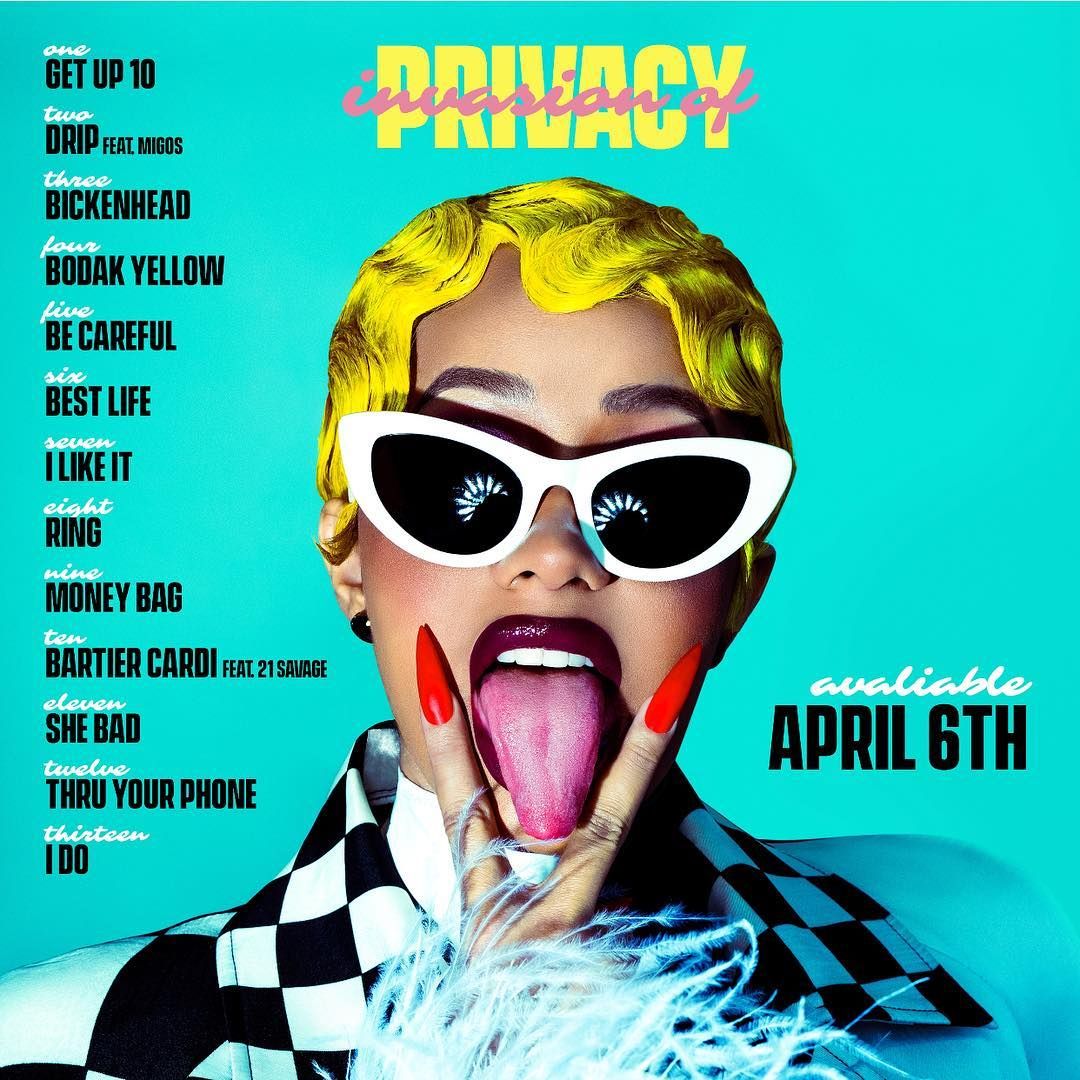 invasion of
PRIVACY
one
GET UP 10
two
DRIP FEAT. MIGOS
three
BICKENHEAD
four
BODAK YELLOW
five
BE CAREFUL
six
BEST LIFE
seven
I LIKE IT
eight
RING
nine
MONEY BAG
ten
BARTIER CARDI FEAT. 21 SAVAGE
eleven
SHE BAD
twelve
THRU YOUR PHONE
thirteen
I DO
avaliable
APRIL 6TH